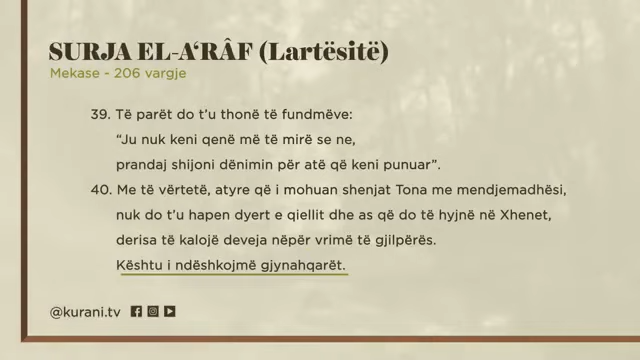 SURJA EL-A‘RÂF (Lartësitë)
Mekase - 206 vargje
39. Të parët do t’u thonë të fundmëve:
“Ju nuk keni qenë më të mirë se ne,
prandaj shijoni dënimin për atë që keni punuar”.
40. Me të vërtetë, atyre që i mohuan shenjat Tona me mendjemadhësi,
nuk do t’u hapen dyert e qiellit dhe as që do të hyjnë në Xhenet,
derisa të kalojë deveja nëpër vrimë të gjilpërës.
Kështu i ndëshkojmë gjynahqarët.
@kurani.tv